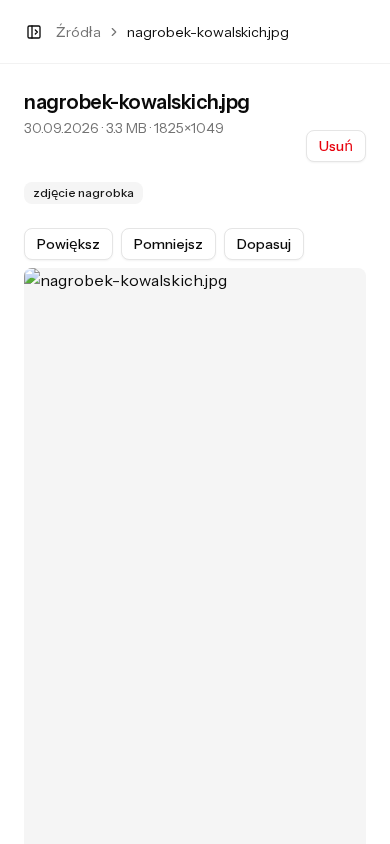 Źródła > nagrobek-kowalskich.jpg
nagrobek-kowalskich.jpg
30.09.2026 · 3.3 MB · 1825×1049
Usuń
zdjęcie nagrobka
Powiększ Pomniejsz Dopasuj
nagrobek-kowalskich.jpg